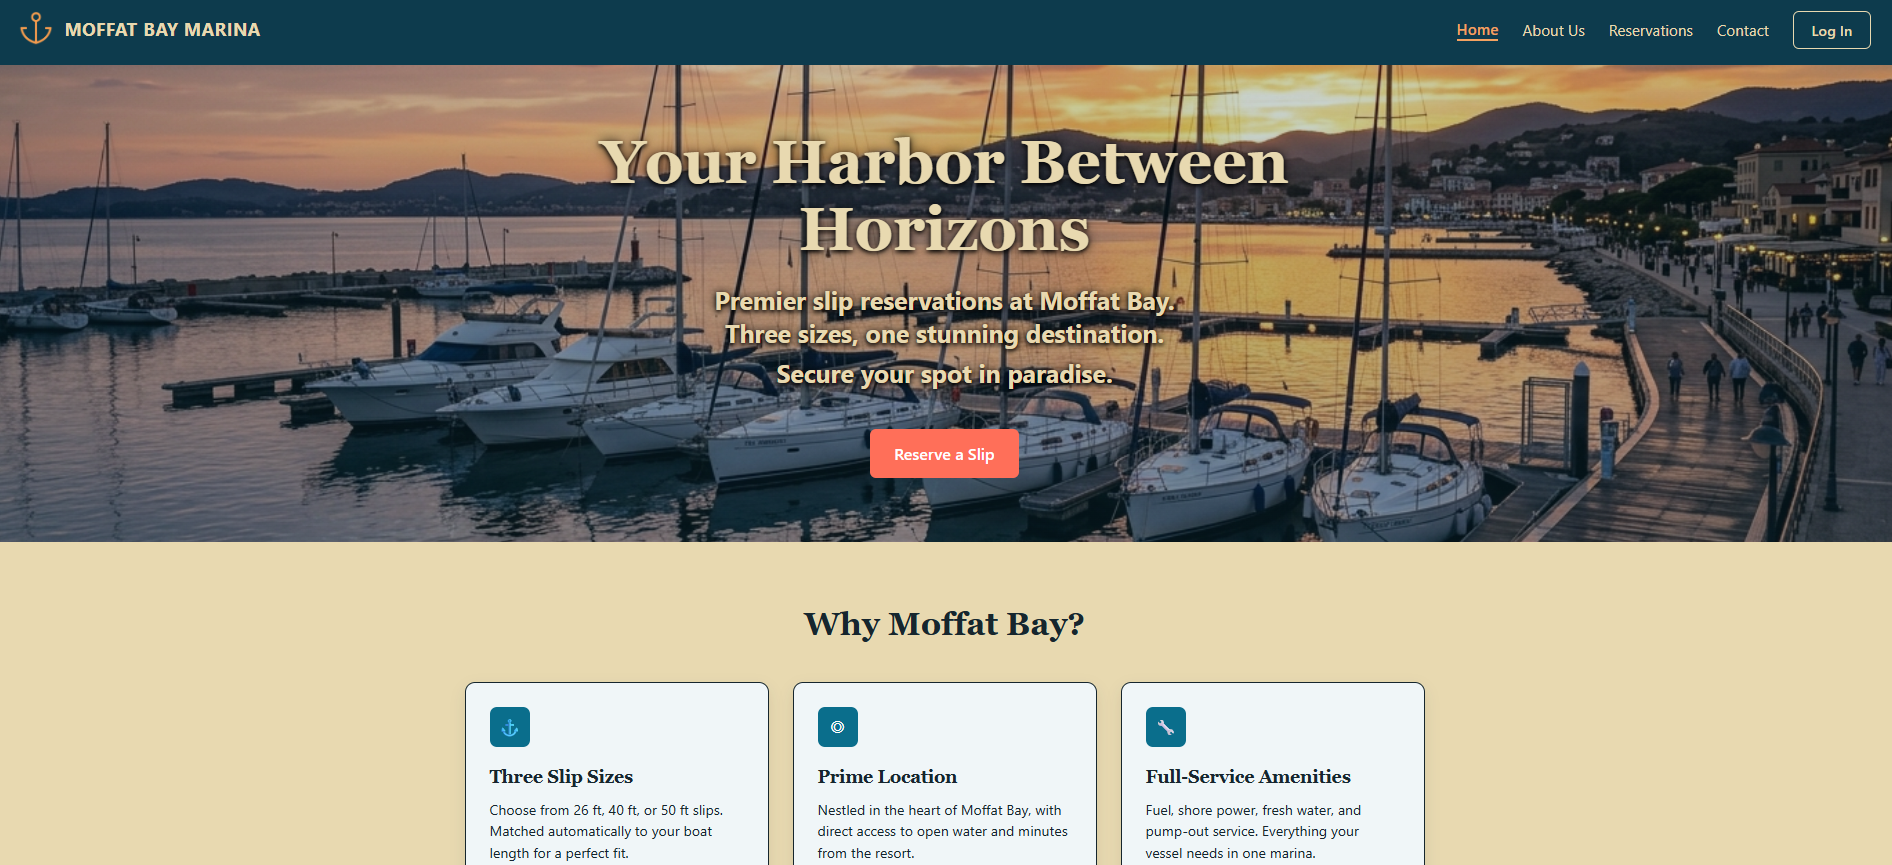 MOFFAT BAY MARINA
Home
About Us
Reservations
Contact
Log In
Your Harbor Between
Horizons
Premier slip reservations at Moffat Bay.
Three sizes, one stunning destination.
Secure your spot in paradise.
Reserve a Slip
Why Moffat Bay?
Three Slip Sizes
Choose from 26 ft, 40 ft, or 50 ft slips.
Matched automatically to your boat
length for a perfect fit.
Prime Location
Nestled in the heart of Moffat Bay, with
direct access to open water and minutes
from the resort.
Full-Service Amenities
Fuel, shore power, fresh water, and
pump-out service. Everything your
vessel needs in one marina.